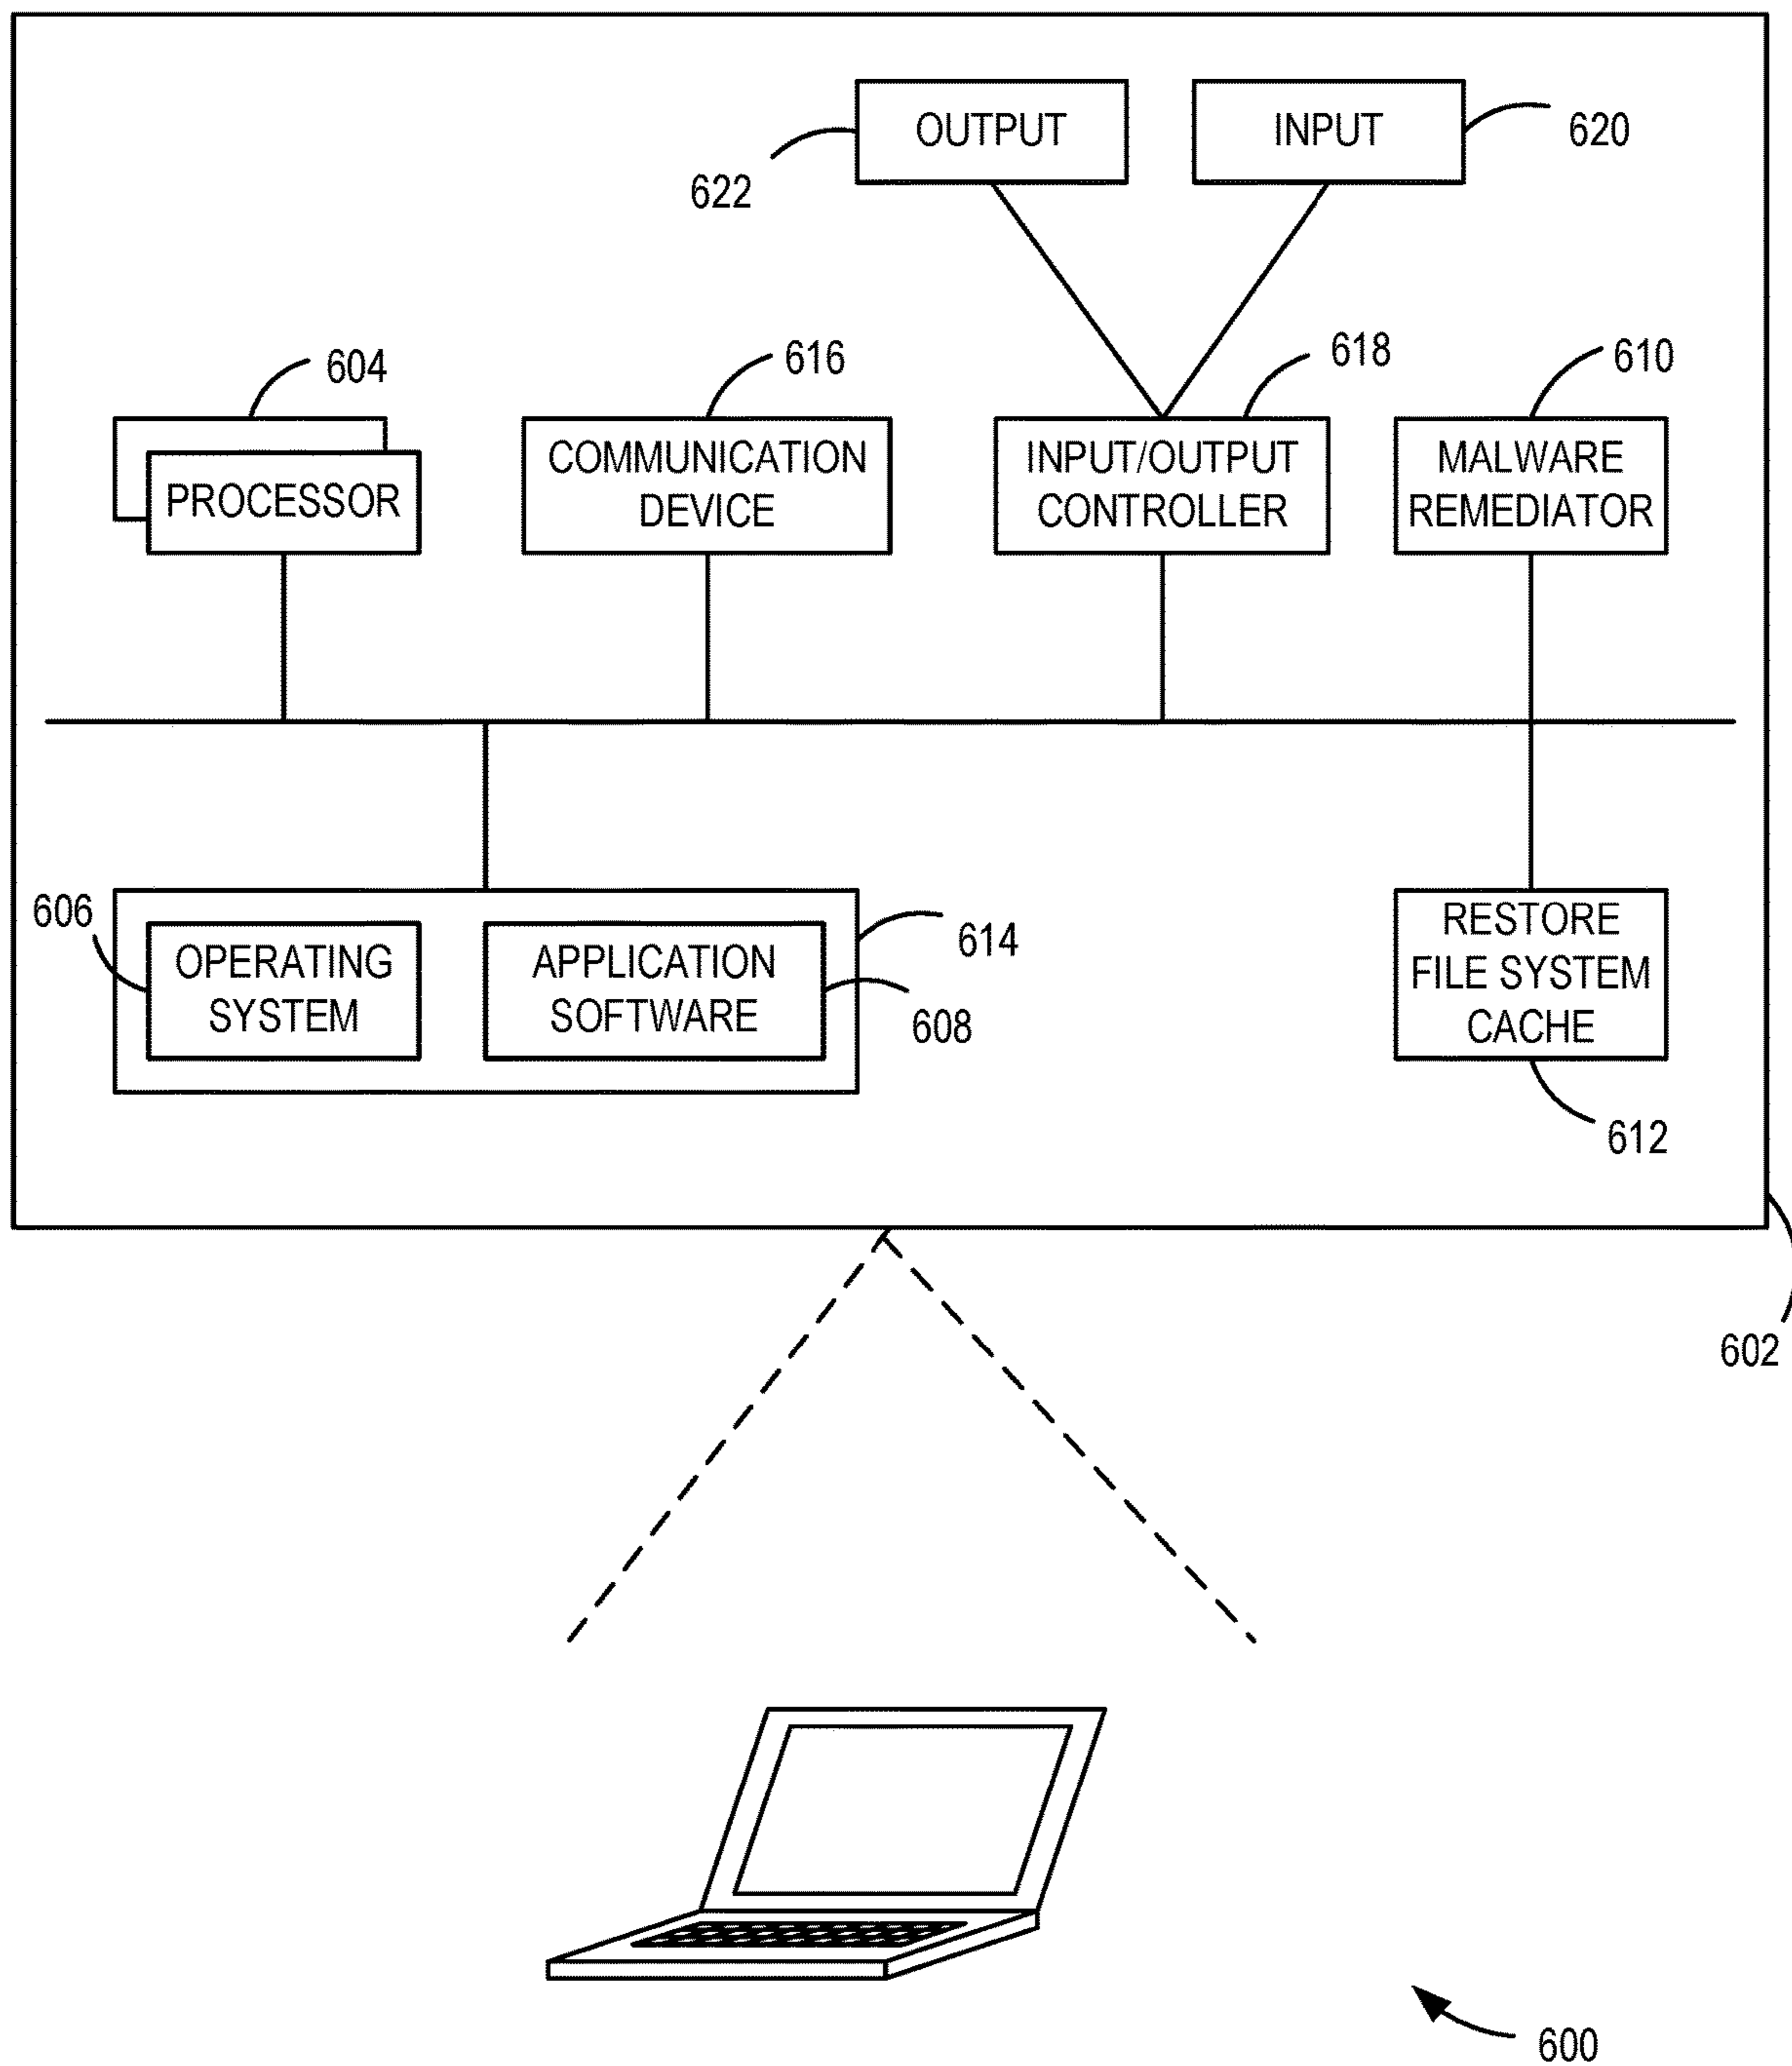 OUTPUT
INPUT
620
622
604
616
618
610
PROCESSOR
COMMUNICATION
DEVICE
INPUT/OUTPUT
CONTROLLER
MALWARE
REMEDIATOR
606
OPERATING
SYSTEM
APPLICATION
SOFTWARE
614
608
RESTORE
FILE SYSTEM
CACHE
612
602
600